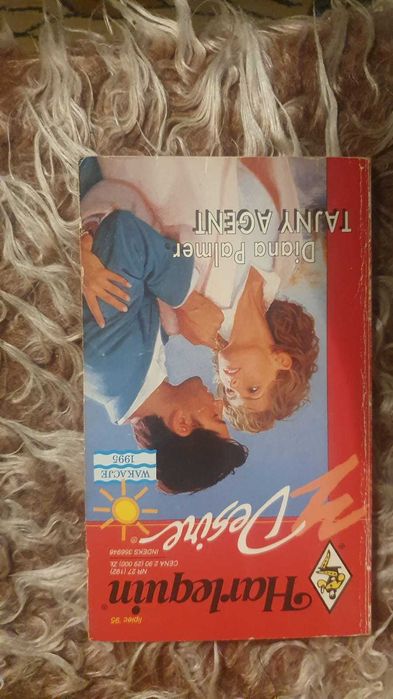 lipiec '95
Harlequin®
NR 27 (192)
CENA 2.90 (29 000) ZŁ
INDEKS 356948
®
Desire®
WAKACJE
1995
Diana Palmer
TAJNY AGENT